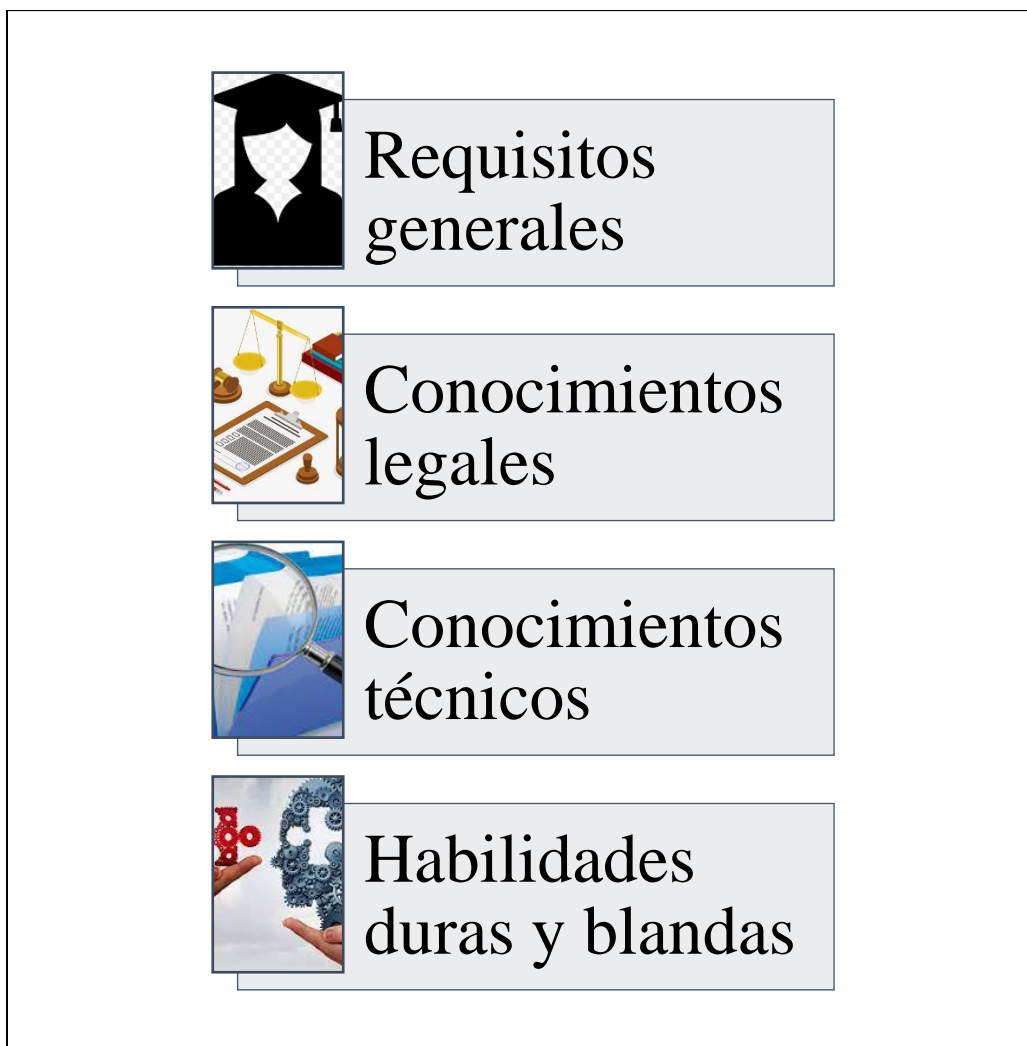 Requisitos
generales
Conocimientos
legales
Conocimientos
técnicos
Habilidades
duras y blandas